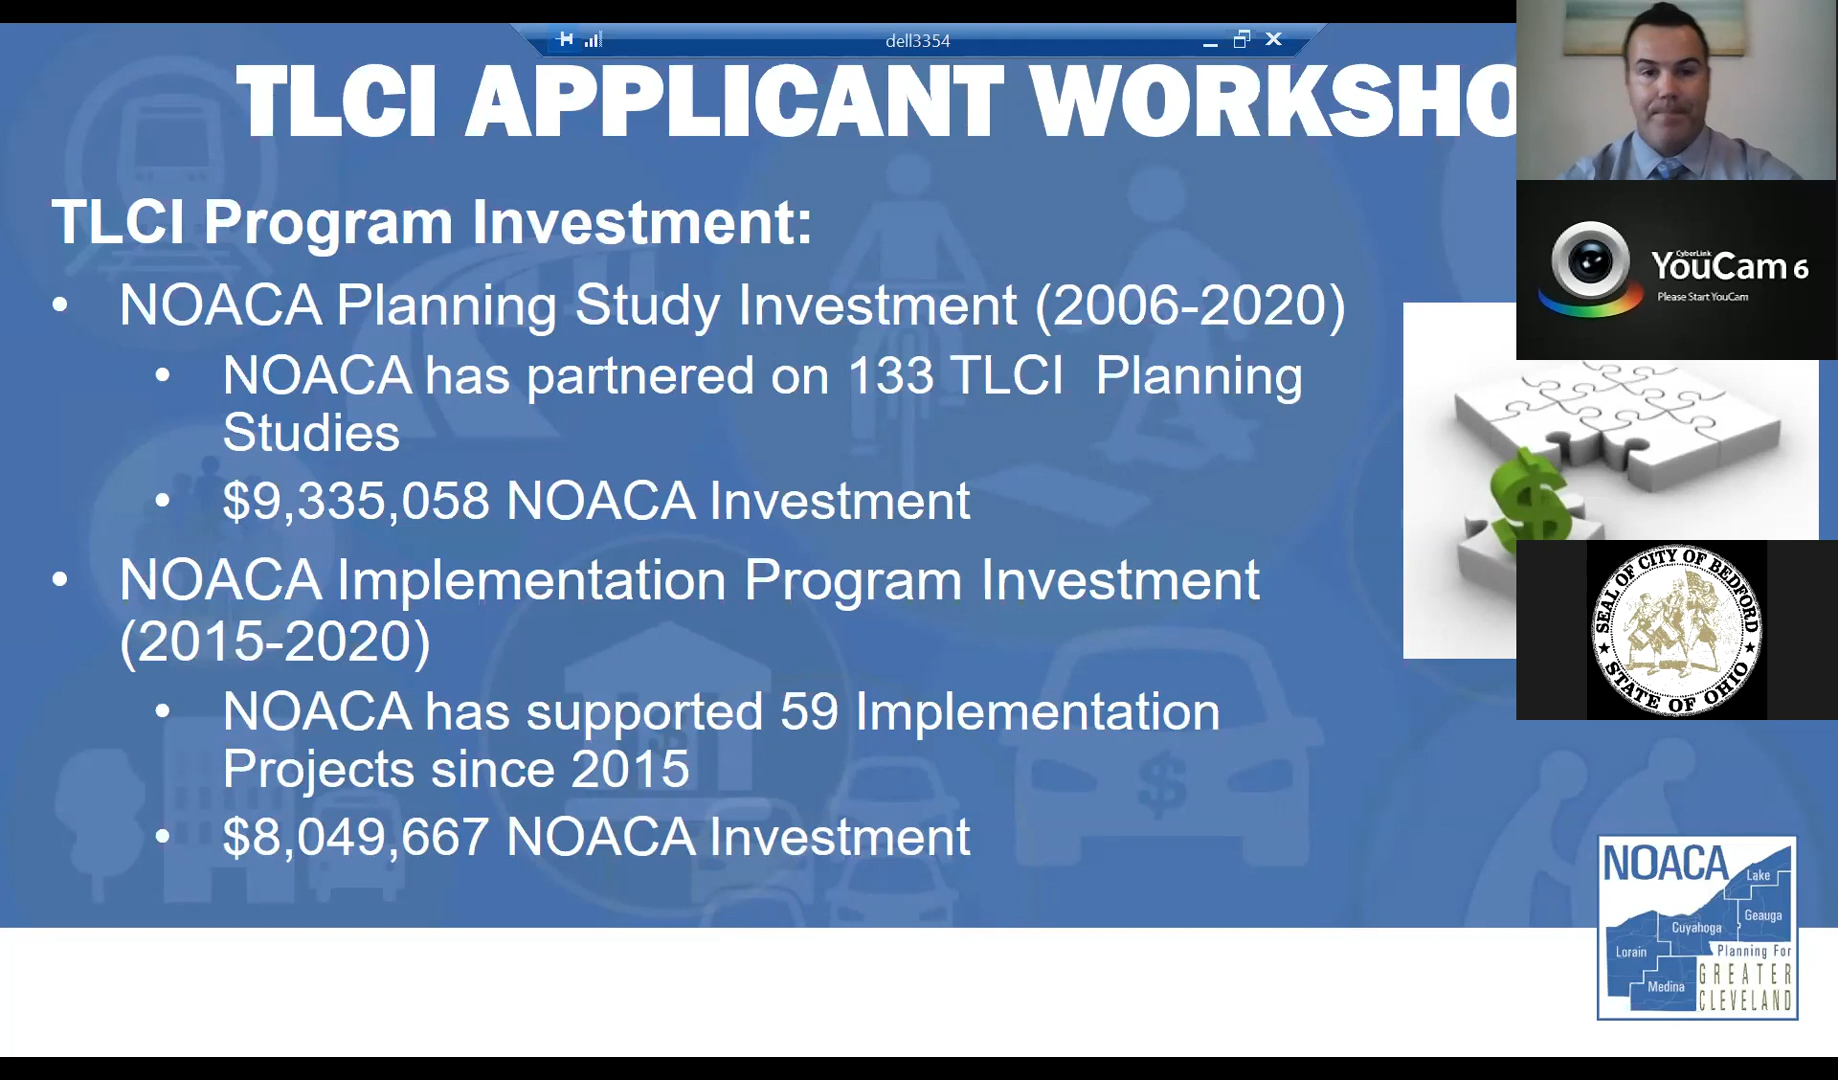 dell3354
TLCI APPLICANT WORKSHO
TLCI Program Investment:
• NOACA Planning Study Investment (2006-2020)
• NOACA has partnered on 133 TLCI Planning
Studies
• $9,335,058 NOACA Investment
• NOACA Implementation Program Investment
(2015-2020)
• NOACA has supported 59 Implementation
Projects since 2015
• $8,049,667 NOACA Investment
CyberLink
YouCam 6
Please Start YouCam
SEAL OF CITY OF BEDFORD
STATE OF OHIO
NOACA
Lake
Geauga
Cuyahoga
Lorain
Medina
Planning For
GREATER
CLEVELAND